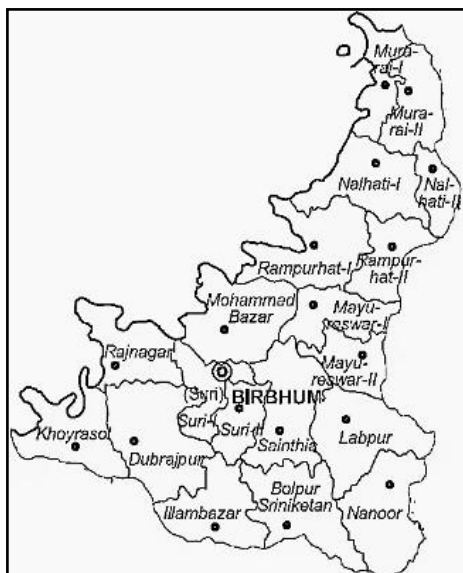 Mura-
rai-I
Mura-
rai-II
Nalhati-I
Nal-
hati-II
Rampurhat-I
Rampur-
hat-II
Mohammad
Bazar
Mayu-
reswar-I
Rajnagar
Mayu-
reswar-II
(Suri)
BIRBHUM
Suri-I
Suri-II
Sainthia
Labpur
Khoyrasol
Dubrajpur
Illambazar
Bolpur
Sriniketan
Nanoor